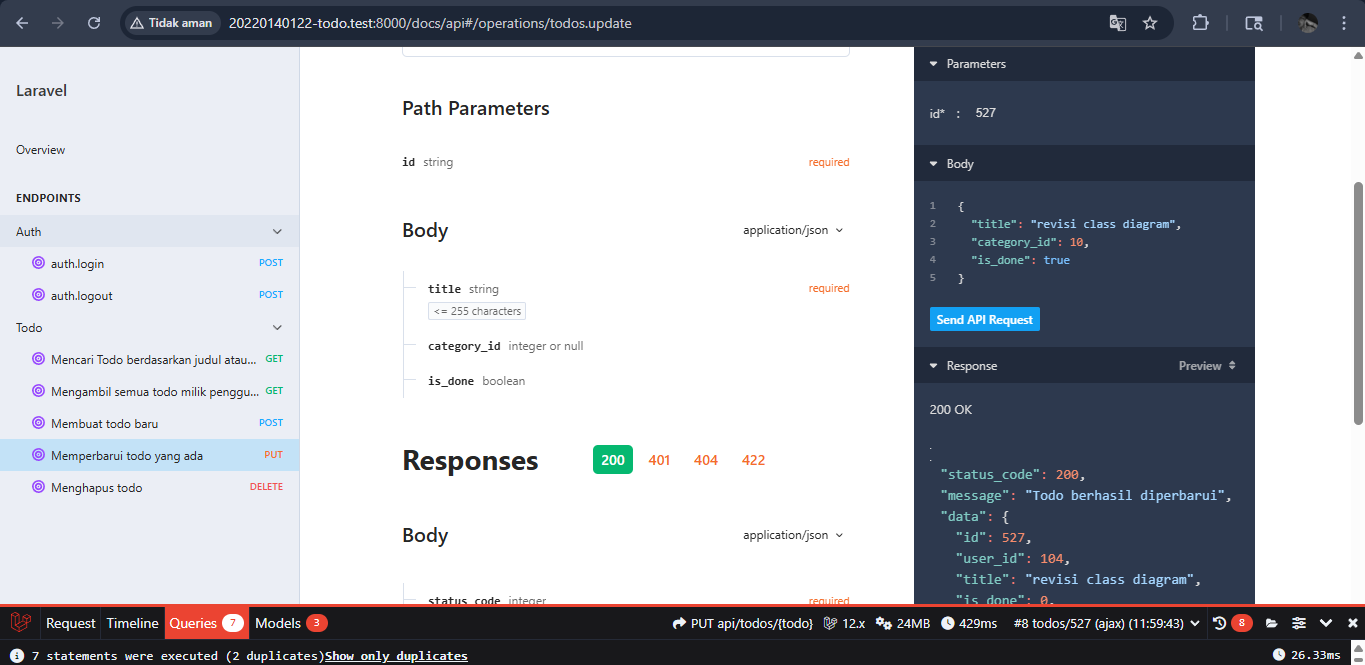 Tidak aman
20220140122-todo.test:8000/docs/api#/operations/todos.update
Laravel
Overview
ENDPOINTS
Auth
auth.login POST
auth.logout POST
Todo
Mencari Todo berdasarkan judul atau... GET
Mengambil semua todo milik penggu... GET
Membuat todo baru POST
Memperbarui todo yang ada PUT
Menghapus todo DELETE
Path Parameters
id string required
Body application/json
title string required
<= 255 characters
category_id integer or null
is_done boolean
Responses 200 401 404 422
Body application/json
status_code integer required
Parameters
id* : 527
Body
1 {
2 "title": "revisi class diagram",
3 "category_id": 10,
4 "is_done": true
5 }
Send API Request
Response Preview
200 OK
"status_code": 200,
"message": "Todo berhasil diperbarui",
"data": {
"id": 527,
"user_id": 104,
"title": "revisi class diagram",
"is_done": 0,
Request Timeline Queries 7 Models 3 PUT api/todos/{todo} 12.x 24MB 429ms #8 todos/527 (ajax) (11:59:43) 8
7 statements were executed (2 duplicates)Show only duplicates 26.33ms